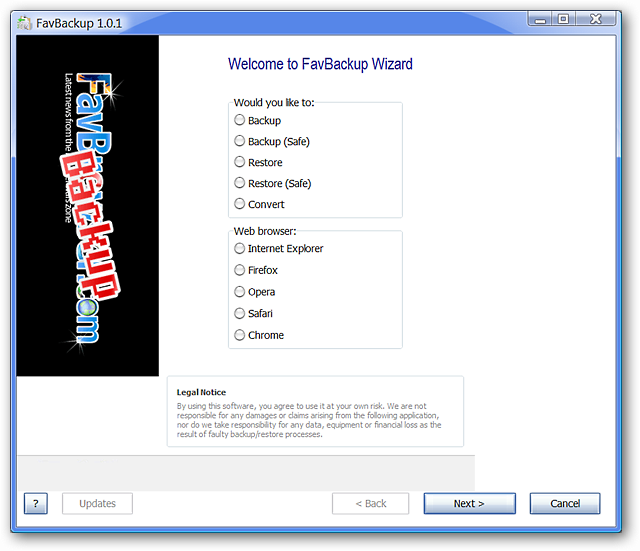 FavBackup 1.0.1
Welcome to FavBackup Wizard
Would you like to:
Backup
Backup (Safe)
Restore
Restore (Safe)
Convert
Web browser:
Internet Explorer
Firefox
Opera
Safari
Chrome
Latest news from the
zone
Backup
Legal Notice
By using this software, you agree to use it at your own risk. We are not
responsible for any damages or claims arising from the following application,
nor do we take responsibility for any data, equipment or financial loss as the
result of faulty backup/restore processes.
?
Updates
< Back
Next >
Cancel